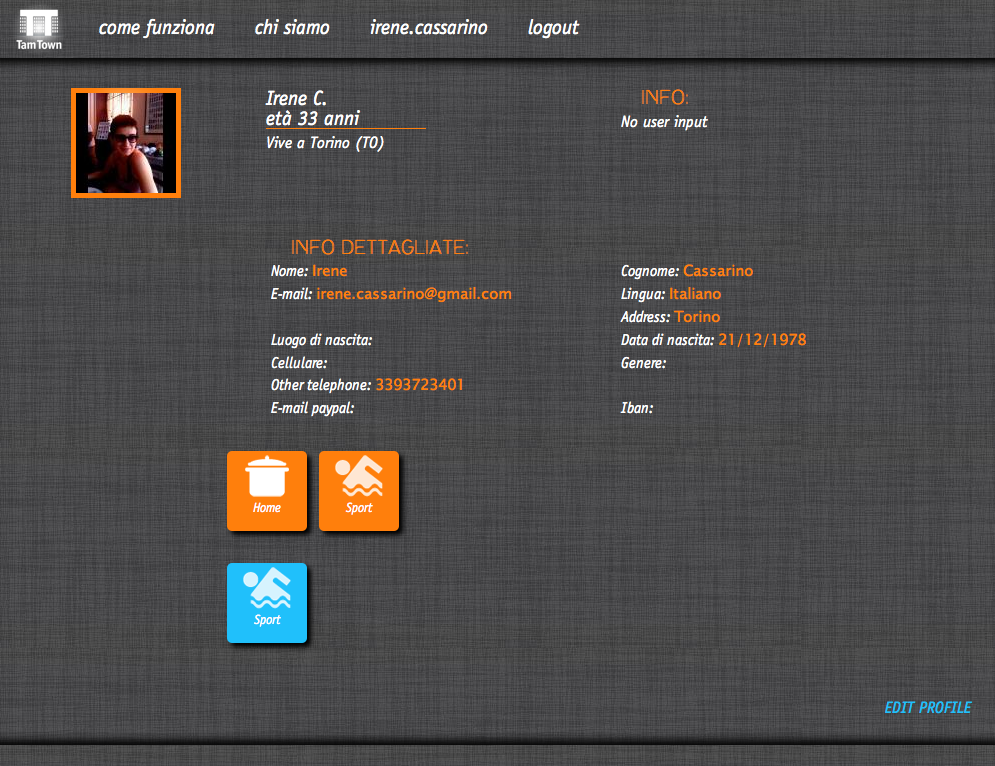 TamTown
come funziona
chi siamo
irene.cassarino
logout
Irene C.
età 33 anni
Vive a Torino (TO)
INFO:
No user input
INFO DETTAGLIATE:
Nome: Irene
Cognome: Cassarino
E-mail: irene.cassarino@gmail.com
Lingua: Italiano
Address: Torino
Luogo di nascita:
Data di nascita: 21/12/1978
Cellulare:
Genere:
Other telephone: 3393723401
E-mail paypal:
Iban:
Home
Sport
Sport
EDIT PROFILE